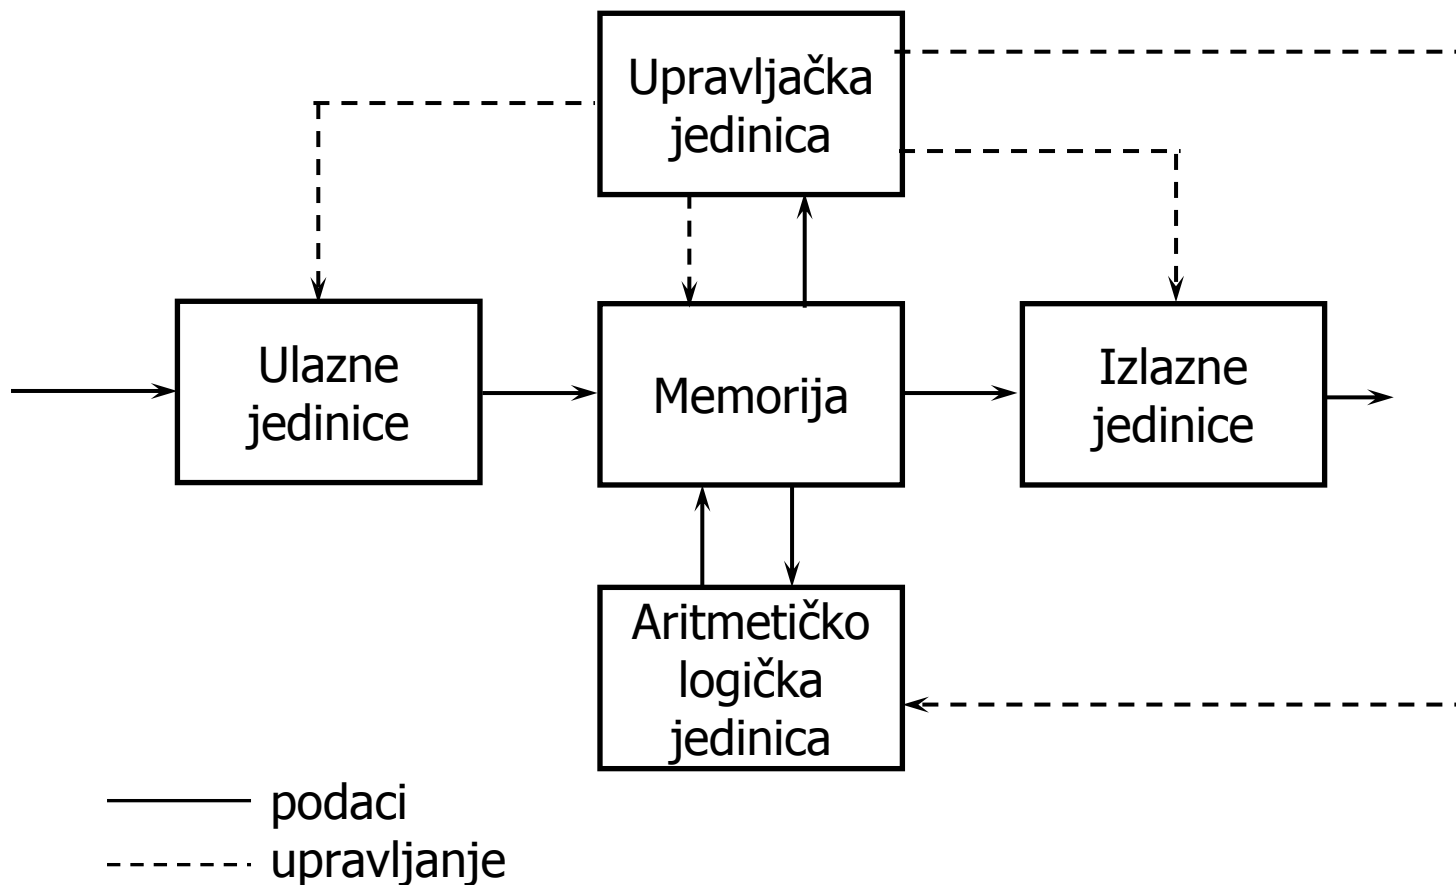 Upravljačka
jedinica
Ulazne
jedinice
Memorija
Izlazne
jedinice
Aritmetičko
logička
jedinica
podaci
upravljanje